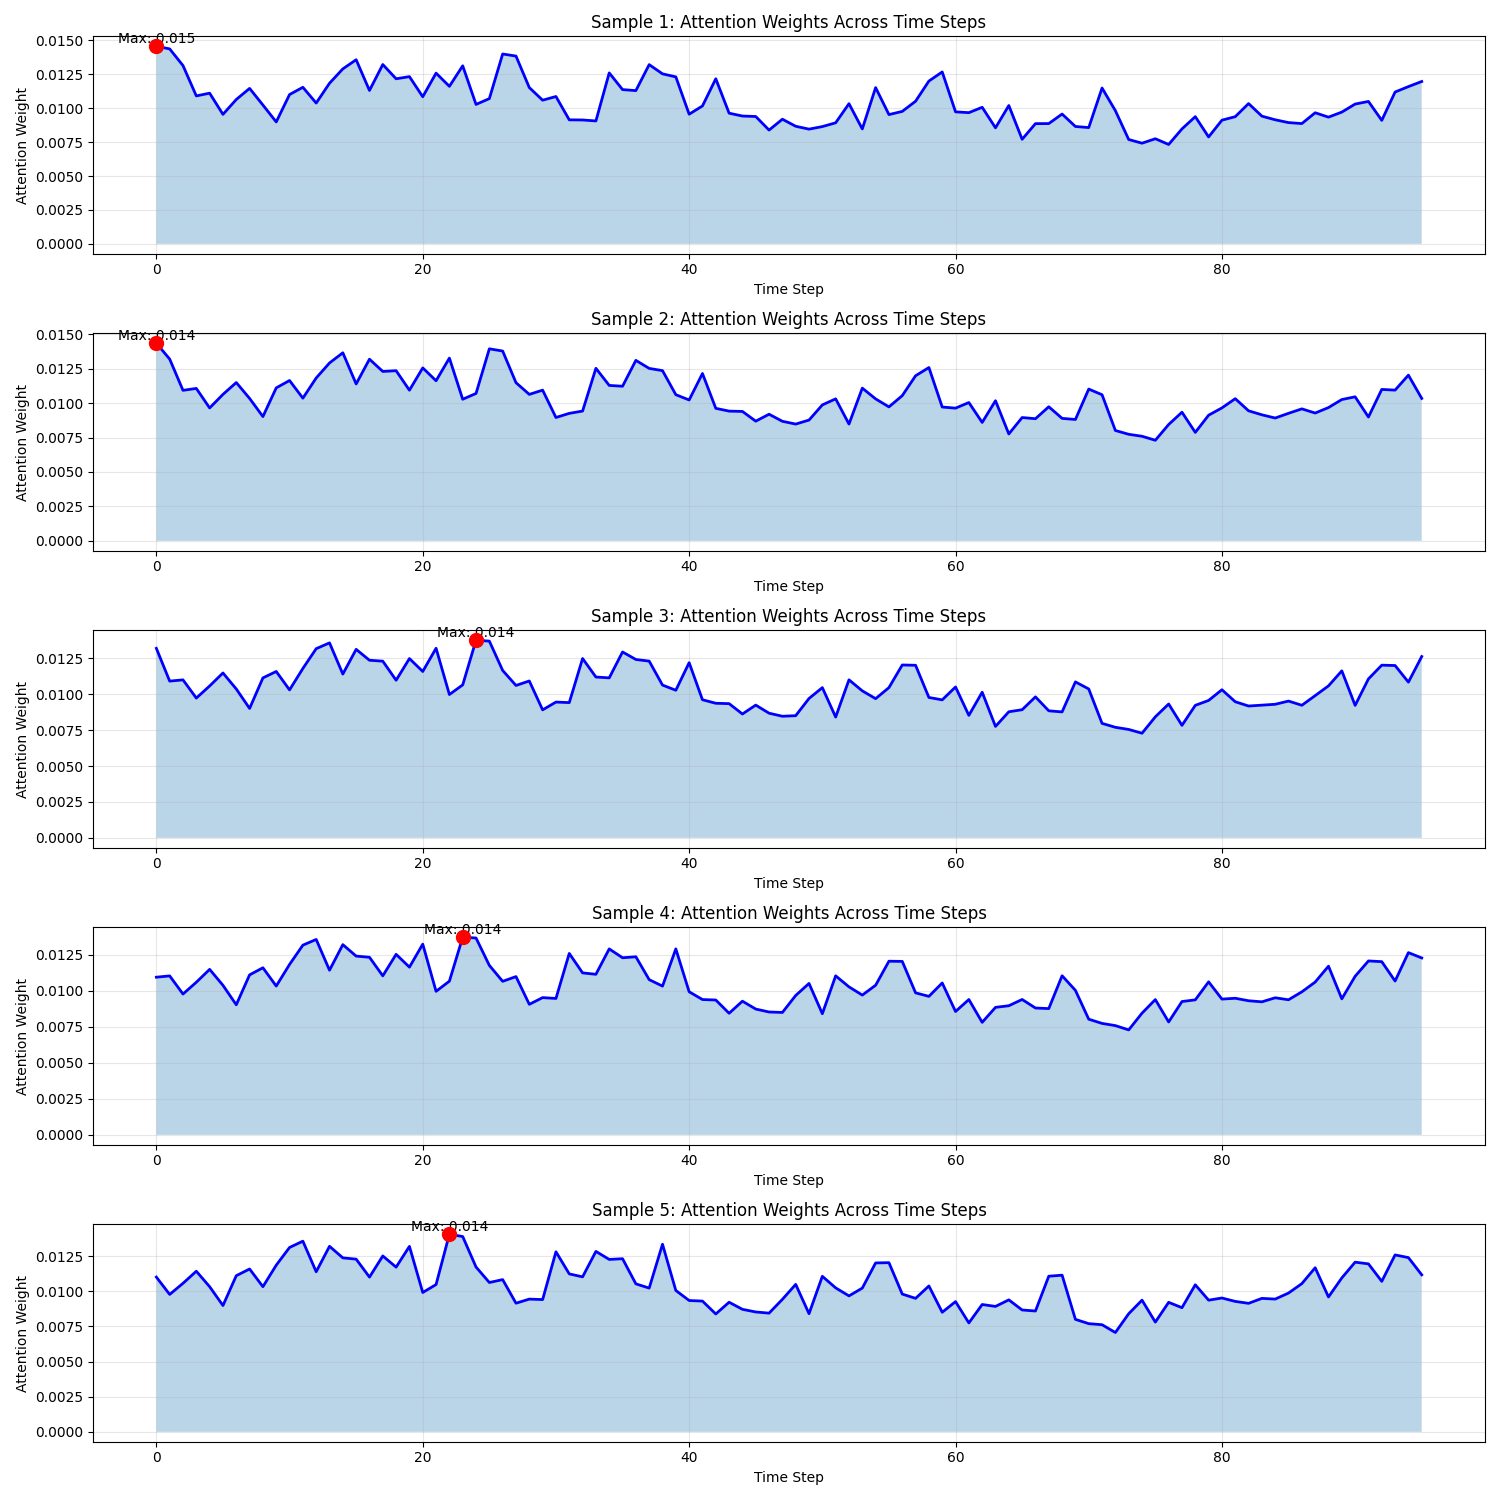 Sample 1: Attention Weights Across Time Steps
Max: 0.015
0.0150
0.0125
0.0100
0.0075
0.0050
0.0025
0.0000
Attention Weight
0 20 40 60 80
Time Step
Sample 2: Attention Weights Across Time Steps
Max: 0.014
0.0150
0.0125
0.0100
0.0075
0.0050
0.0025
0.0000
Attention Weight
0 20 40 60 80
Time Step
Sample 3: Attention Weights Across Time Steps
Max: 0.014
0.0125
0.0100
0.0075
0.0050
0.0025
0.0000
Attention Weight
0 20 40 60 80
Time Step
Sample 4: Attention Weights Across Time Steps
Max: 0.014
0.0125
0.0100
0.0075
0.0050
0.0025
0.0000
Attention Weight
0 20 40 60 80
Time Step
Sample 5: Attention Weights Across Time Steps
Max: 0.014
0.0125
0.0100
0.0075
0.0050
0.0025
0.0000
Attention Weight
0 20 40 60 80
Time Step